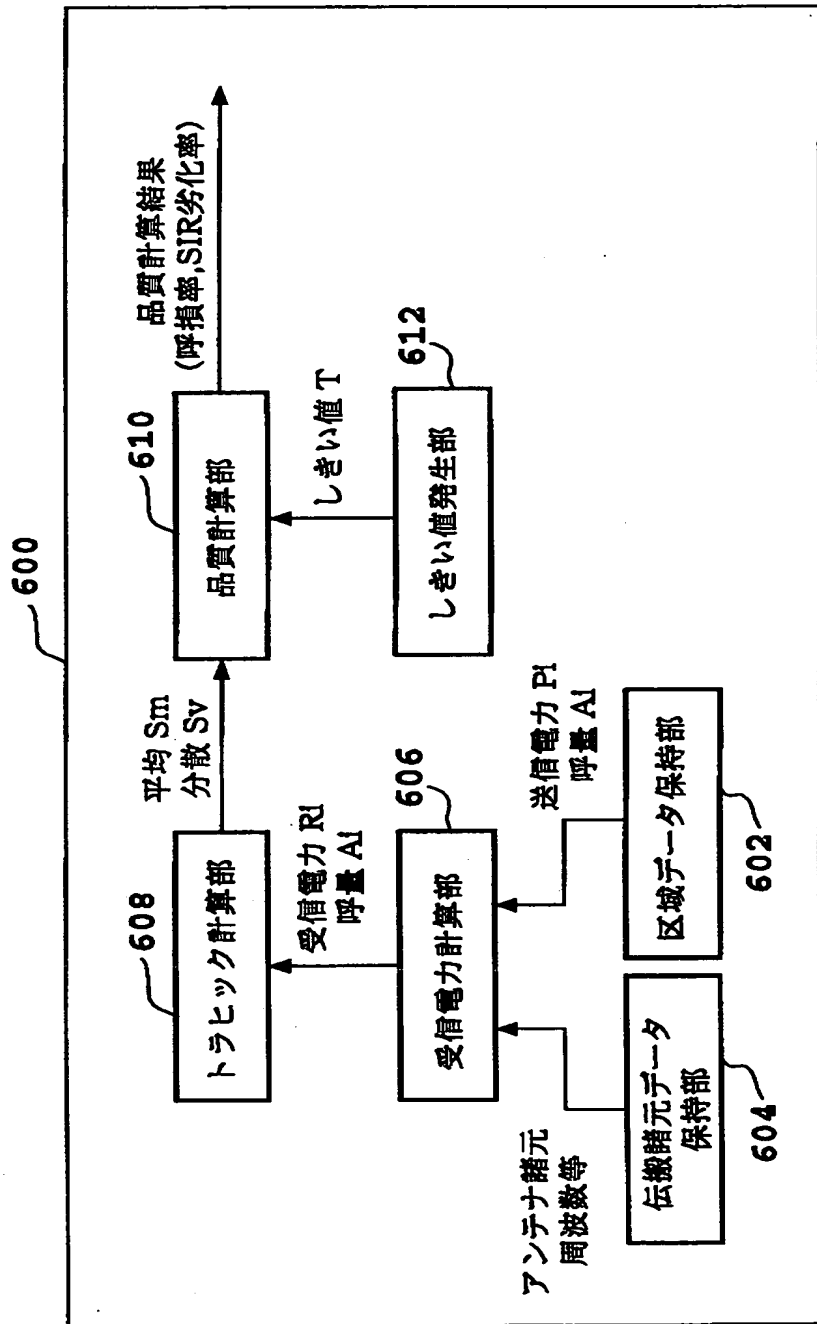 600
608
トラヒック計算部
平均 Sm
分散 Sv
610
品質計算部
品質計算結果
(呼損率,SIR劣化率)
受信電力 Ri
呼量 Ai
しきい値 T
606
受信電力計算部
612
しきい値発生部
アンテナ諸元
周波数等
送信電力 Pi
呼量 Ai
伝搬諸元データ
保持部
604
区域データ保持部
602